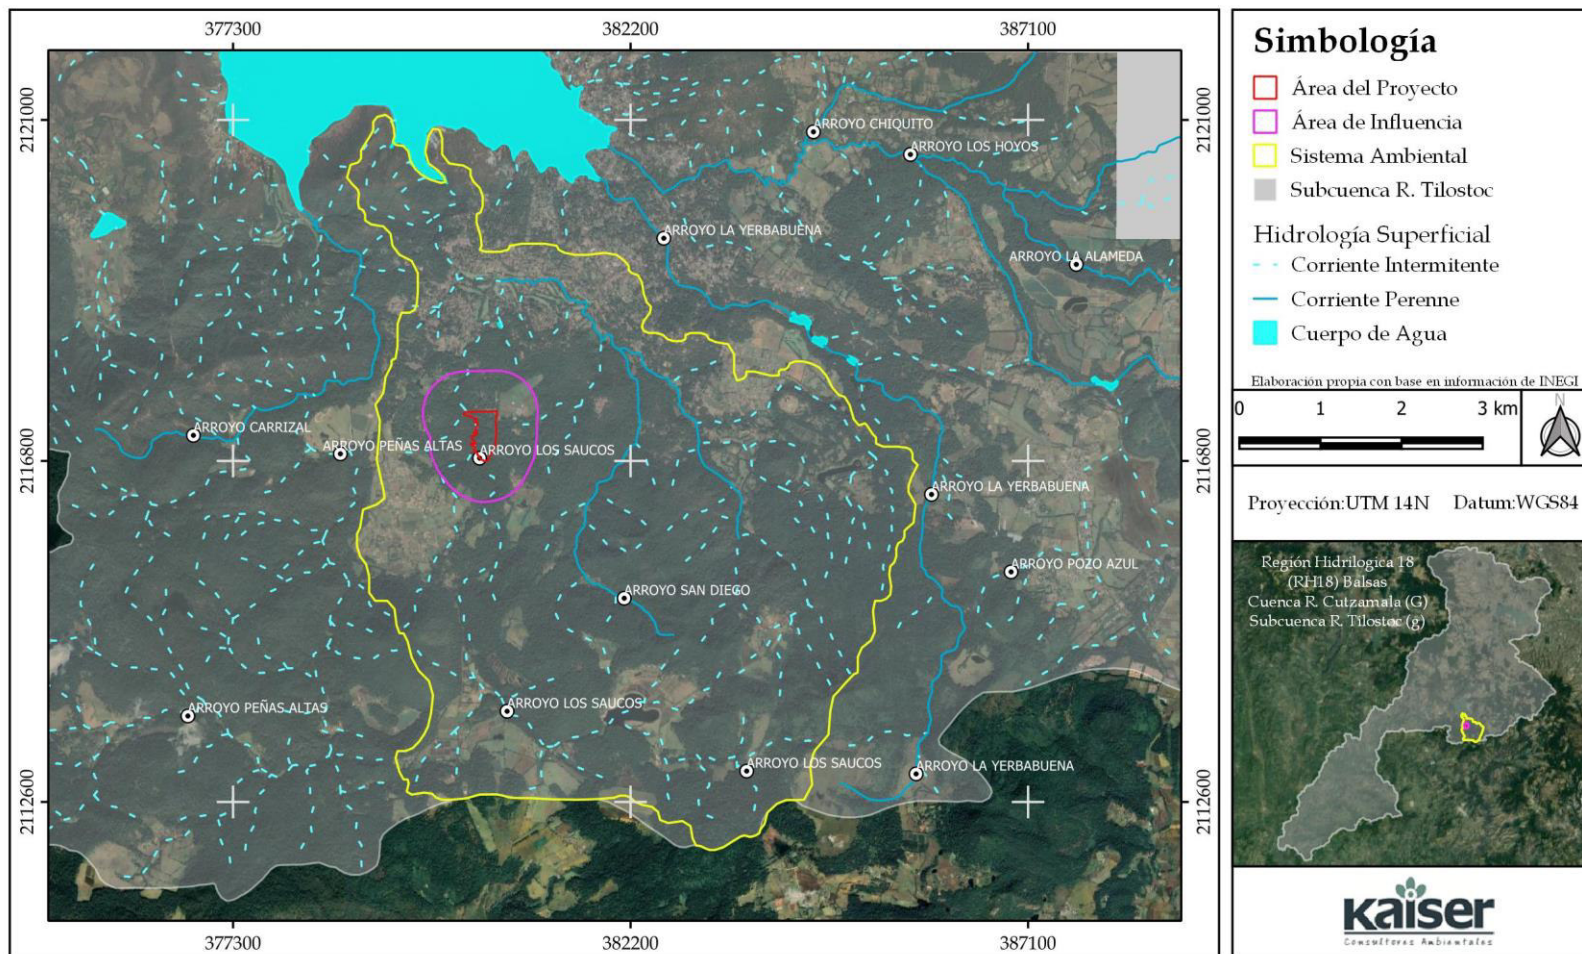 377300
382200
387100
2121000
2121000
ARROYO CHIQUITO
ARROYO LOS HOYOS
ARROYO LA YERBABUENA
ARROYO LA ALAMEDA
ARROYO CARRIZAL
ARROYO PEÑAS ALTAS
ARROYO LOS SAUCOS
2116800
2116800
ARROYO LA YERBABUENA
ARROYO POZO AZUL
ARROYO SAN DIEGO
ARROYO PEÑAS ALTAS
ARROYO LOS SAUCOS
ARROYO LOS SAUCOS
ARROYO LA YERBABUENA
2112600
2112600
377300
382200
387100
Simbología
Área del Proyecto
Área de Influencia
Sistema Ambiental
Subcuenca R. Tilostoc
Hidrología Superficial
Corriente Intermitente
Corriente Perenne
Cuerpo de Agua
Elaboración propia con base en información de INEGI
0 1 2 3 km
N
Proyección:UTM 14N Datum:WGS84
Región Hidrilógica 18
(RH18) Balsas
Cuenca R. Cutzamala (G)
Subcuenca R. Tilostoc (g)
Kaiser
Consultores Ambientales